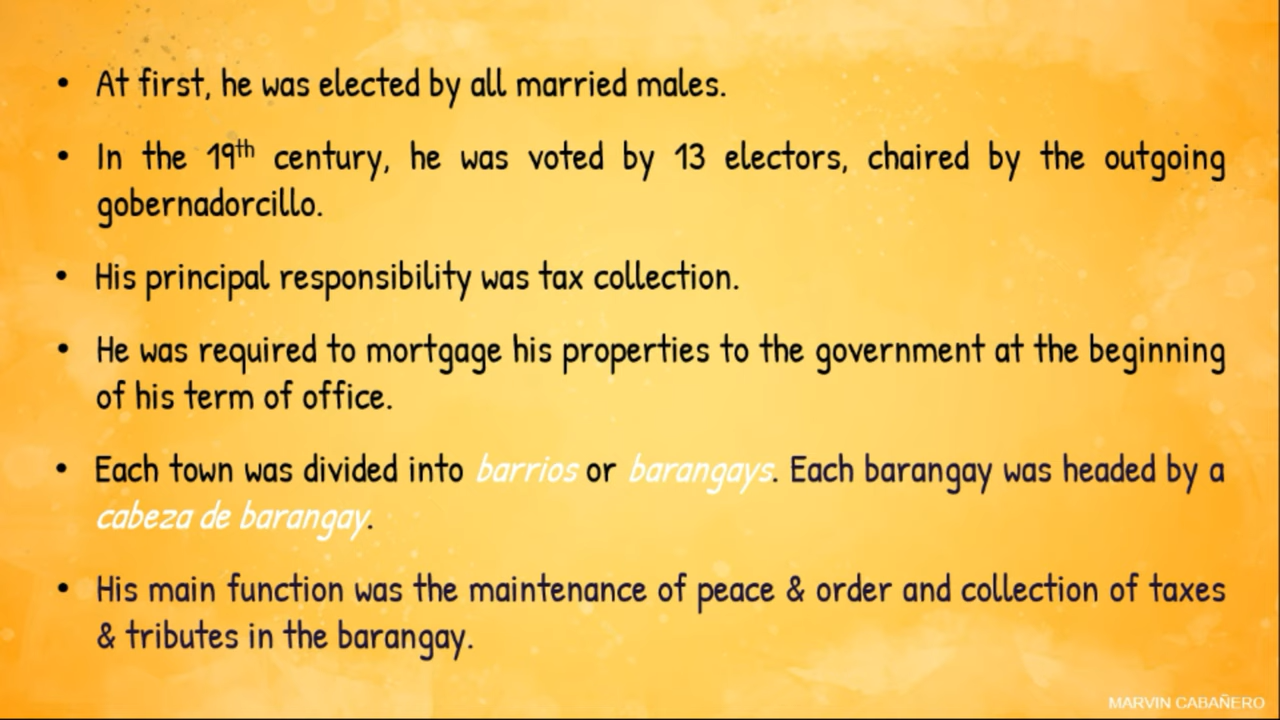 • At first, he was elected by all married males.
• In the 19th century, he was voted by 13 electors, chaired by the outgoing
gobernadorcillo.
• His principal responsibility was tax collection.
• He was required to mortgage his properties to the government at the beginning
of his term of office.
• Each town was divided into barrios or barangays. Each barangay was headed by a
cabeza de barangay.
• His main function was the maintenance of peace & order and collection of taxes
& tributes in the barangay.
MARVIN CABAÑERO